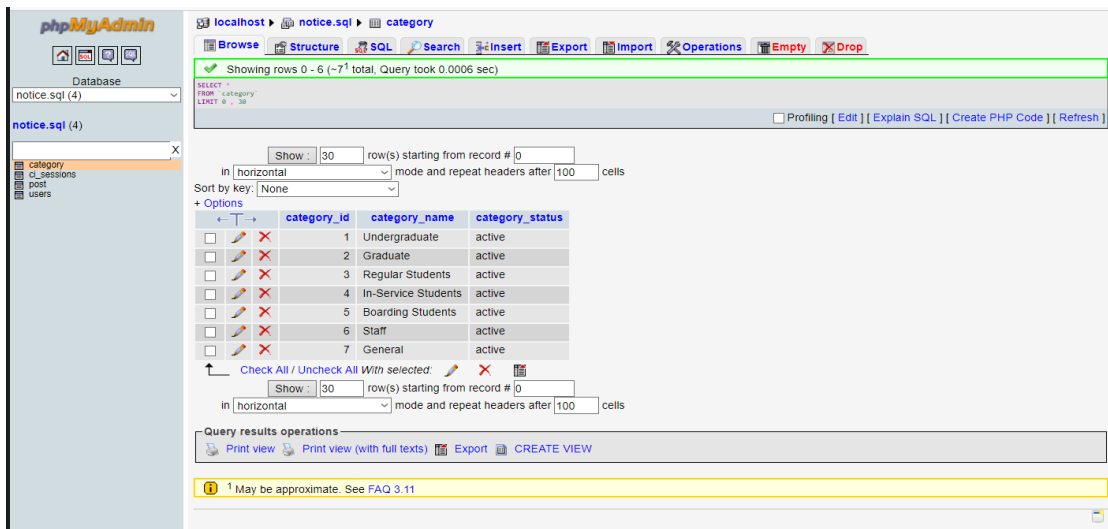 phpMyAdmin
Database
notice.sql (4)
notice.sql (4)
X
category
ci_sessions
post
users
localhost ▸ notice.sql ▸ category
Browse Structure SQL Search Insert Export Import Operations Empty Drop
Showing rows 0 - 6 (~7¹ total, Query took 0.0006 sec)
SELECT *
FROM `category`
LIMIT 0 , 30
Profiling [ Edit ] [ Explain SQL ] [ Create PHP Code ] [ Refresh ]
Show : 30 row(s) starting from record # 0
in horizontal mode and repeat headers after 100 cells
Sort by key: None
+ Options
←T→ category_id category_name category_status
1 Undergraduate active
2 Graduate active
3 Regular Students active
4 In-Service Students active
5 Boarding Students active
6 Staff active
7 General active
Check All / Uncheck All With selected:
Show : 30 row(s) starting from record # 0
in horizontal mode and repeat headers after 100 cells
Query results operations
Print view Print view (with full texts) Export CREATE VIEW
¹ May be approximate. See FAQ 3.11